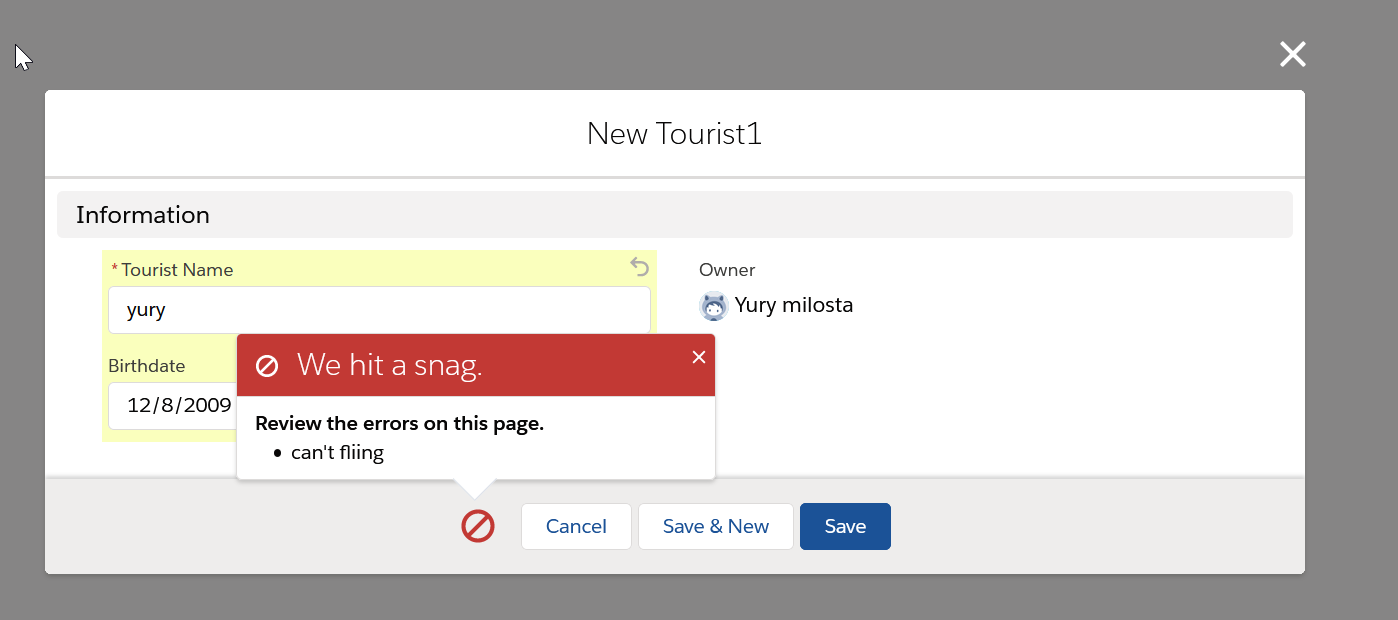 New Tourist1
Information
*Tourist Name
yury
Owner
Yury milosta
Birthdate
12/8/2009
We hit a snag.
Review the errors on this page.
• can't fliing
Cancel
Save & New
Save